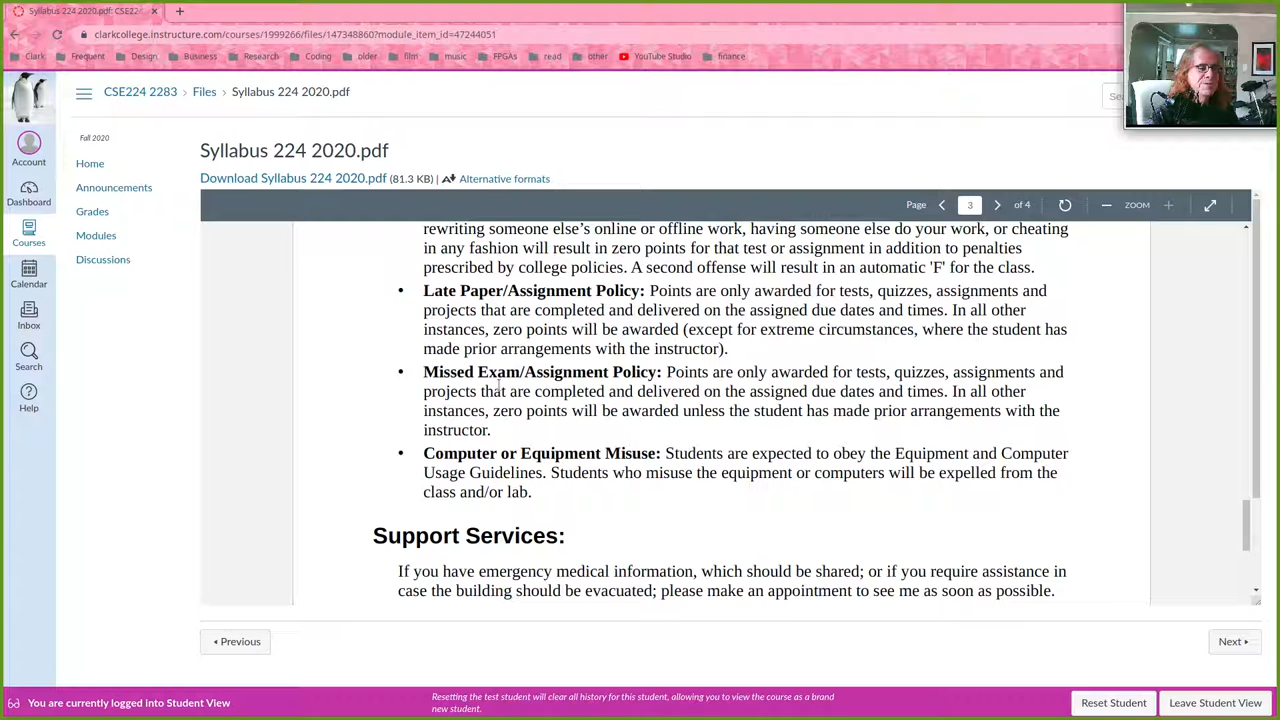 Syllabus 224 2020.pdf: CSE22
clarkcollege.instructure.com/courses/1999266/files/147348860?module_item_id=47244051
Clark Frequent Design Business Research Coding older film music FPGAs read other YouTube Studio finance
CSE224 2283 › Files › Syllabus 224 2020.pdf
Se
Account
Dashboard
Courses
Calendar
Inbox
Search
Help
Fall 2020
Home
Announcements
Grades
Modules
Discussions
Syllabus 224 2020.pdf
Download Syllabus 224 2020.pdf (81.3 KB) | Alternative formats
Page 3 of 4 ZOOM
rewriting someone else’s online or offline work, having someone else do your work, or cheating
in any fashion will result in zero points for that test or assignment in addition to penalties
prescribed by college policies. A second offense will result in an automatic 'F' for the class.
• Late Paper/Assignment Policy: Points are only awarded for tests, quizzes, assignments and
projects that are completed and delivered on the assigned due dates and times. In all other
instances, zero points will be awarded (except for extreme circumstances, where the student has
made prior arrangements with the instructor).
• Missed Exam/Assignment Policy: Points are only awarded for tests, quizzes, assignments and
projects that are completed and delivered on the assigned due dates and times. In all other
instances, zero points will be awarded unless the student has made prior arrangements with the
instructor.
• Computer or Equipment Misuse: Students are expected to obey the Equipment and Computer
Usage Guidelines. Students who misuse the equipment or computers will be expelled from the
class and/or lab.
Support Services:
If you have emergency medical information, which should be shared; or if you require assistance in
case the building should be evacuated; please make an appointment to see me as soon as possible.
Previous
Next
You are currently logged into Student View
Resetting the test student will clear all history for this student, allowing you to view the course as a brand
new student.
Reset Student
Leave Student View